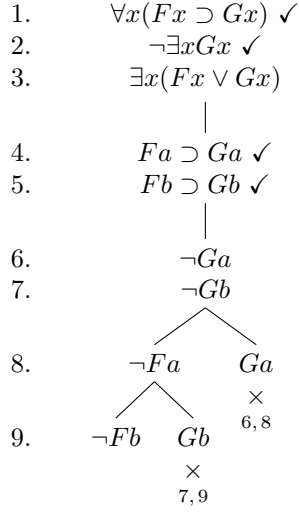 1. ∀x(Fx ⊃ Gx) ✓
2. ¬∃xGx ✓
3. ∃x(Fx ∨ Gx)
4. Fa ⊃ Ga ✓
5. Fb ⊃ Gb ✓
6. ¬Ga
7. ¬Gb
8. ¬Fa Ga
×
6, 8
9. ¬Fb Gb
×
7, 9